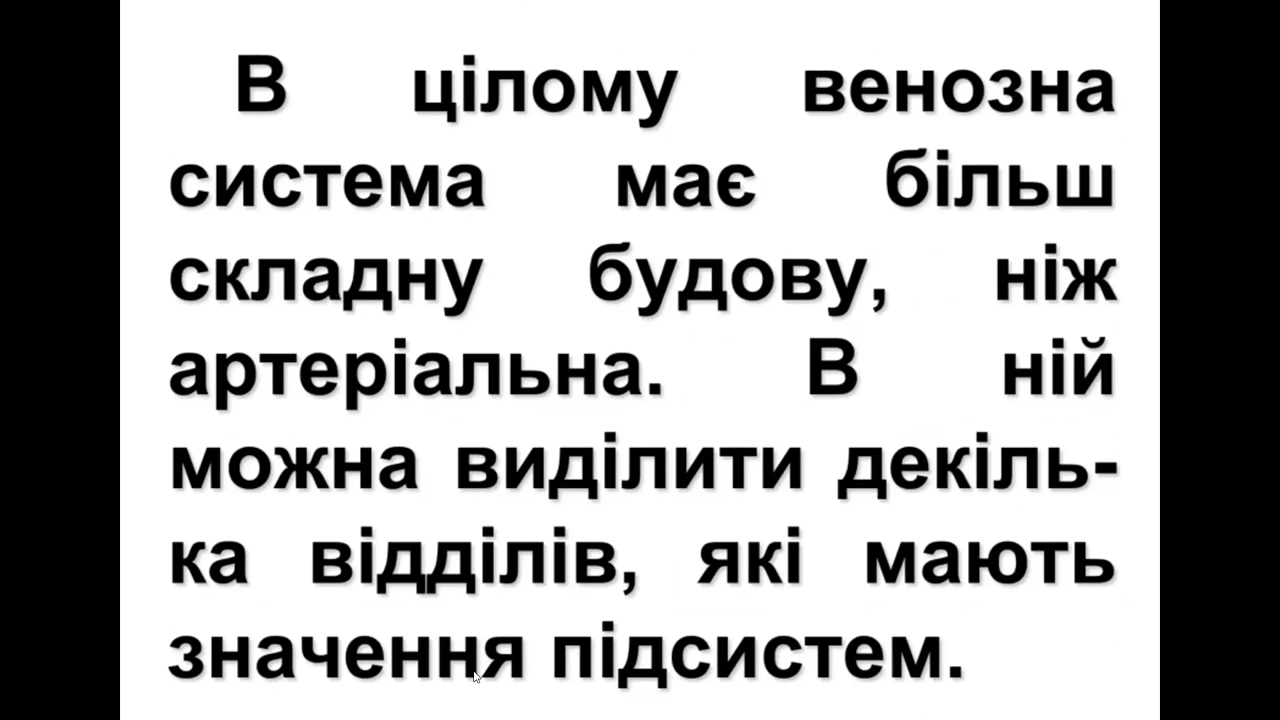 В цілому венозна
система має більш
складну будову, ніж
артеріальна. В ній
можна виділити декіль-
ка відділів, які мають
значення підсистем.